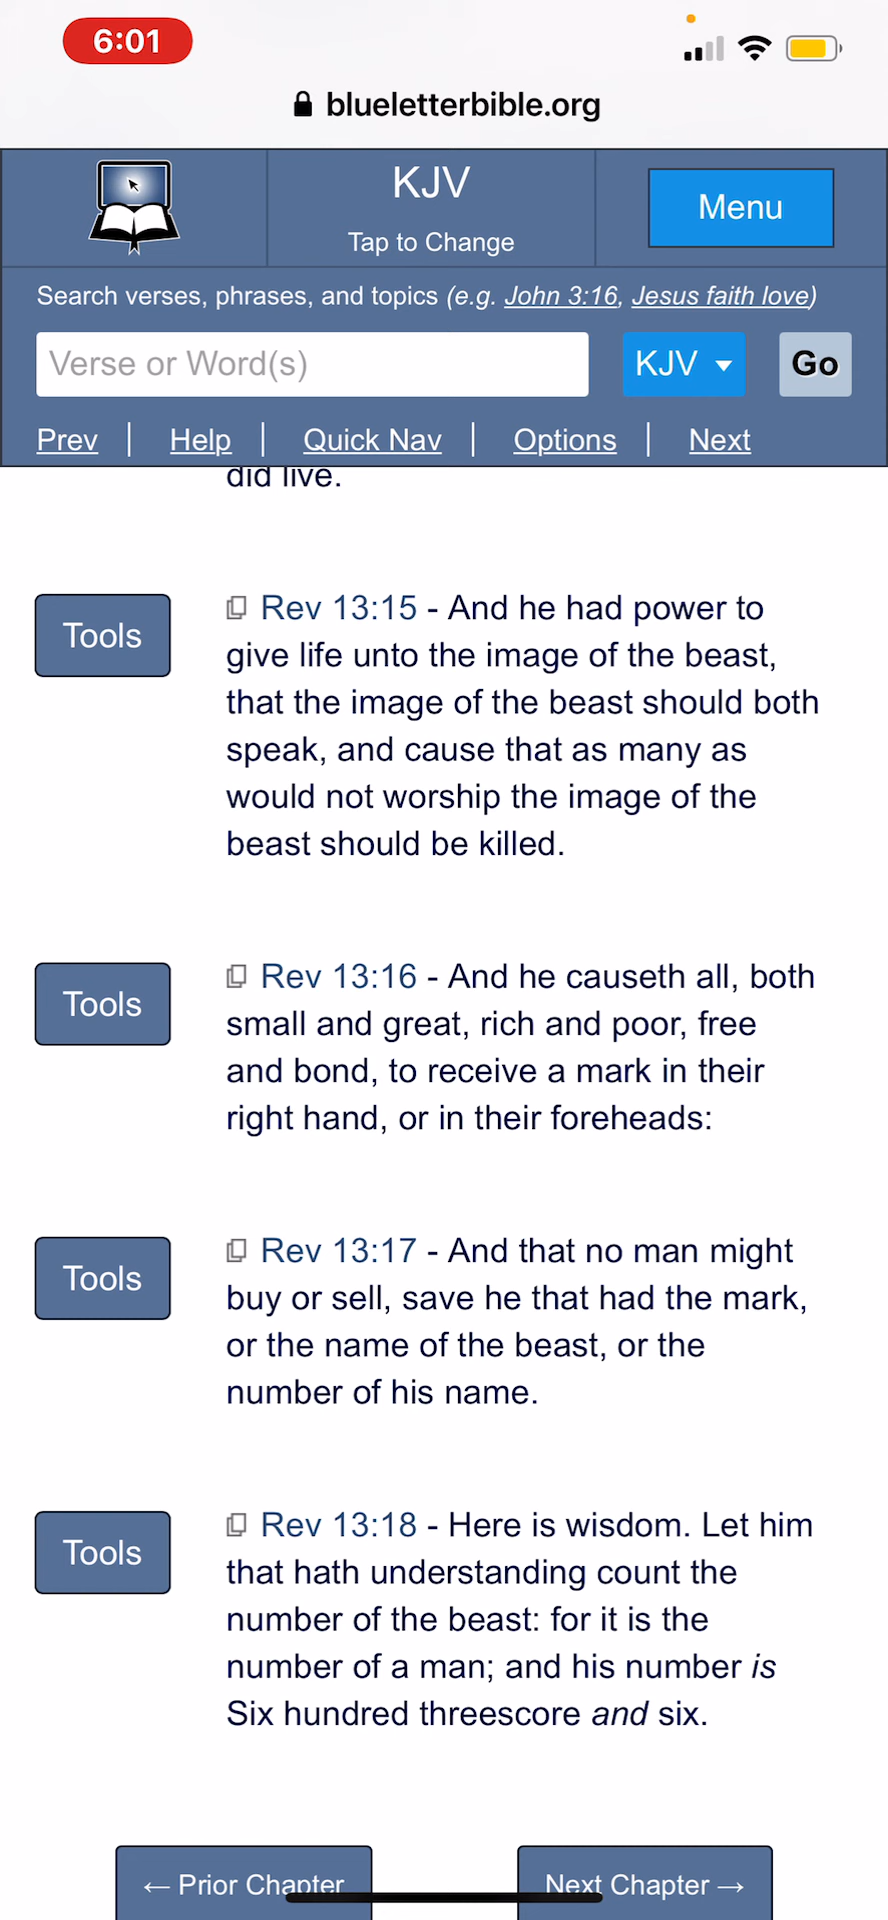 6:01
blueletterbible.org
KJV
Tap to Change
Menu
Search verses, phrases, and topics (e.g. John 3:16, Jesus faith love)
Verse or Word(s)
KJV
Go
Prev | Help | Quick Nav | Options | Next
did live.
Tools
Rev 13:15 - And he had power to
give life unto the image of the beast,
that the image of the beast should both
speak, and cause that as many as
would not worship the image of the
beast should be killed.
Tools
Rev 13:16 - And he causeth all, both
small and great, rich and poor, free
and bond, to receive a mark in their
right hand, or in their foreheads:
Tools
Rev 13:17 - And that no man might
buy or sell, save he that had the mark,
or the name of the beast, or the
number of his name.
Tools
Rev 13:18 - Here is wisdom. Let him
that hath understanding count the
number of the beast: for it is the
number of a man; and his number is
Six hundred threescore and six.
← Prior Chapter
Next Chapter →